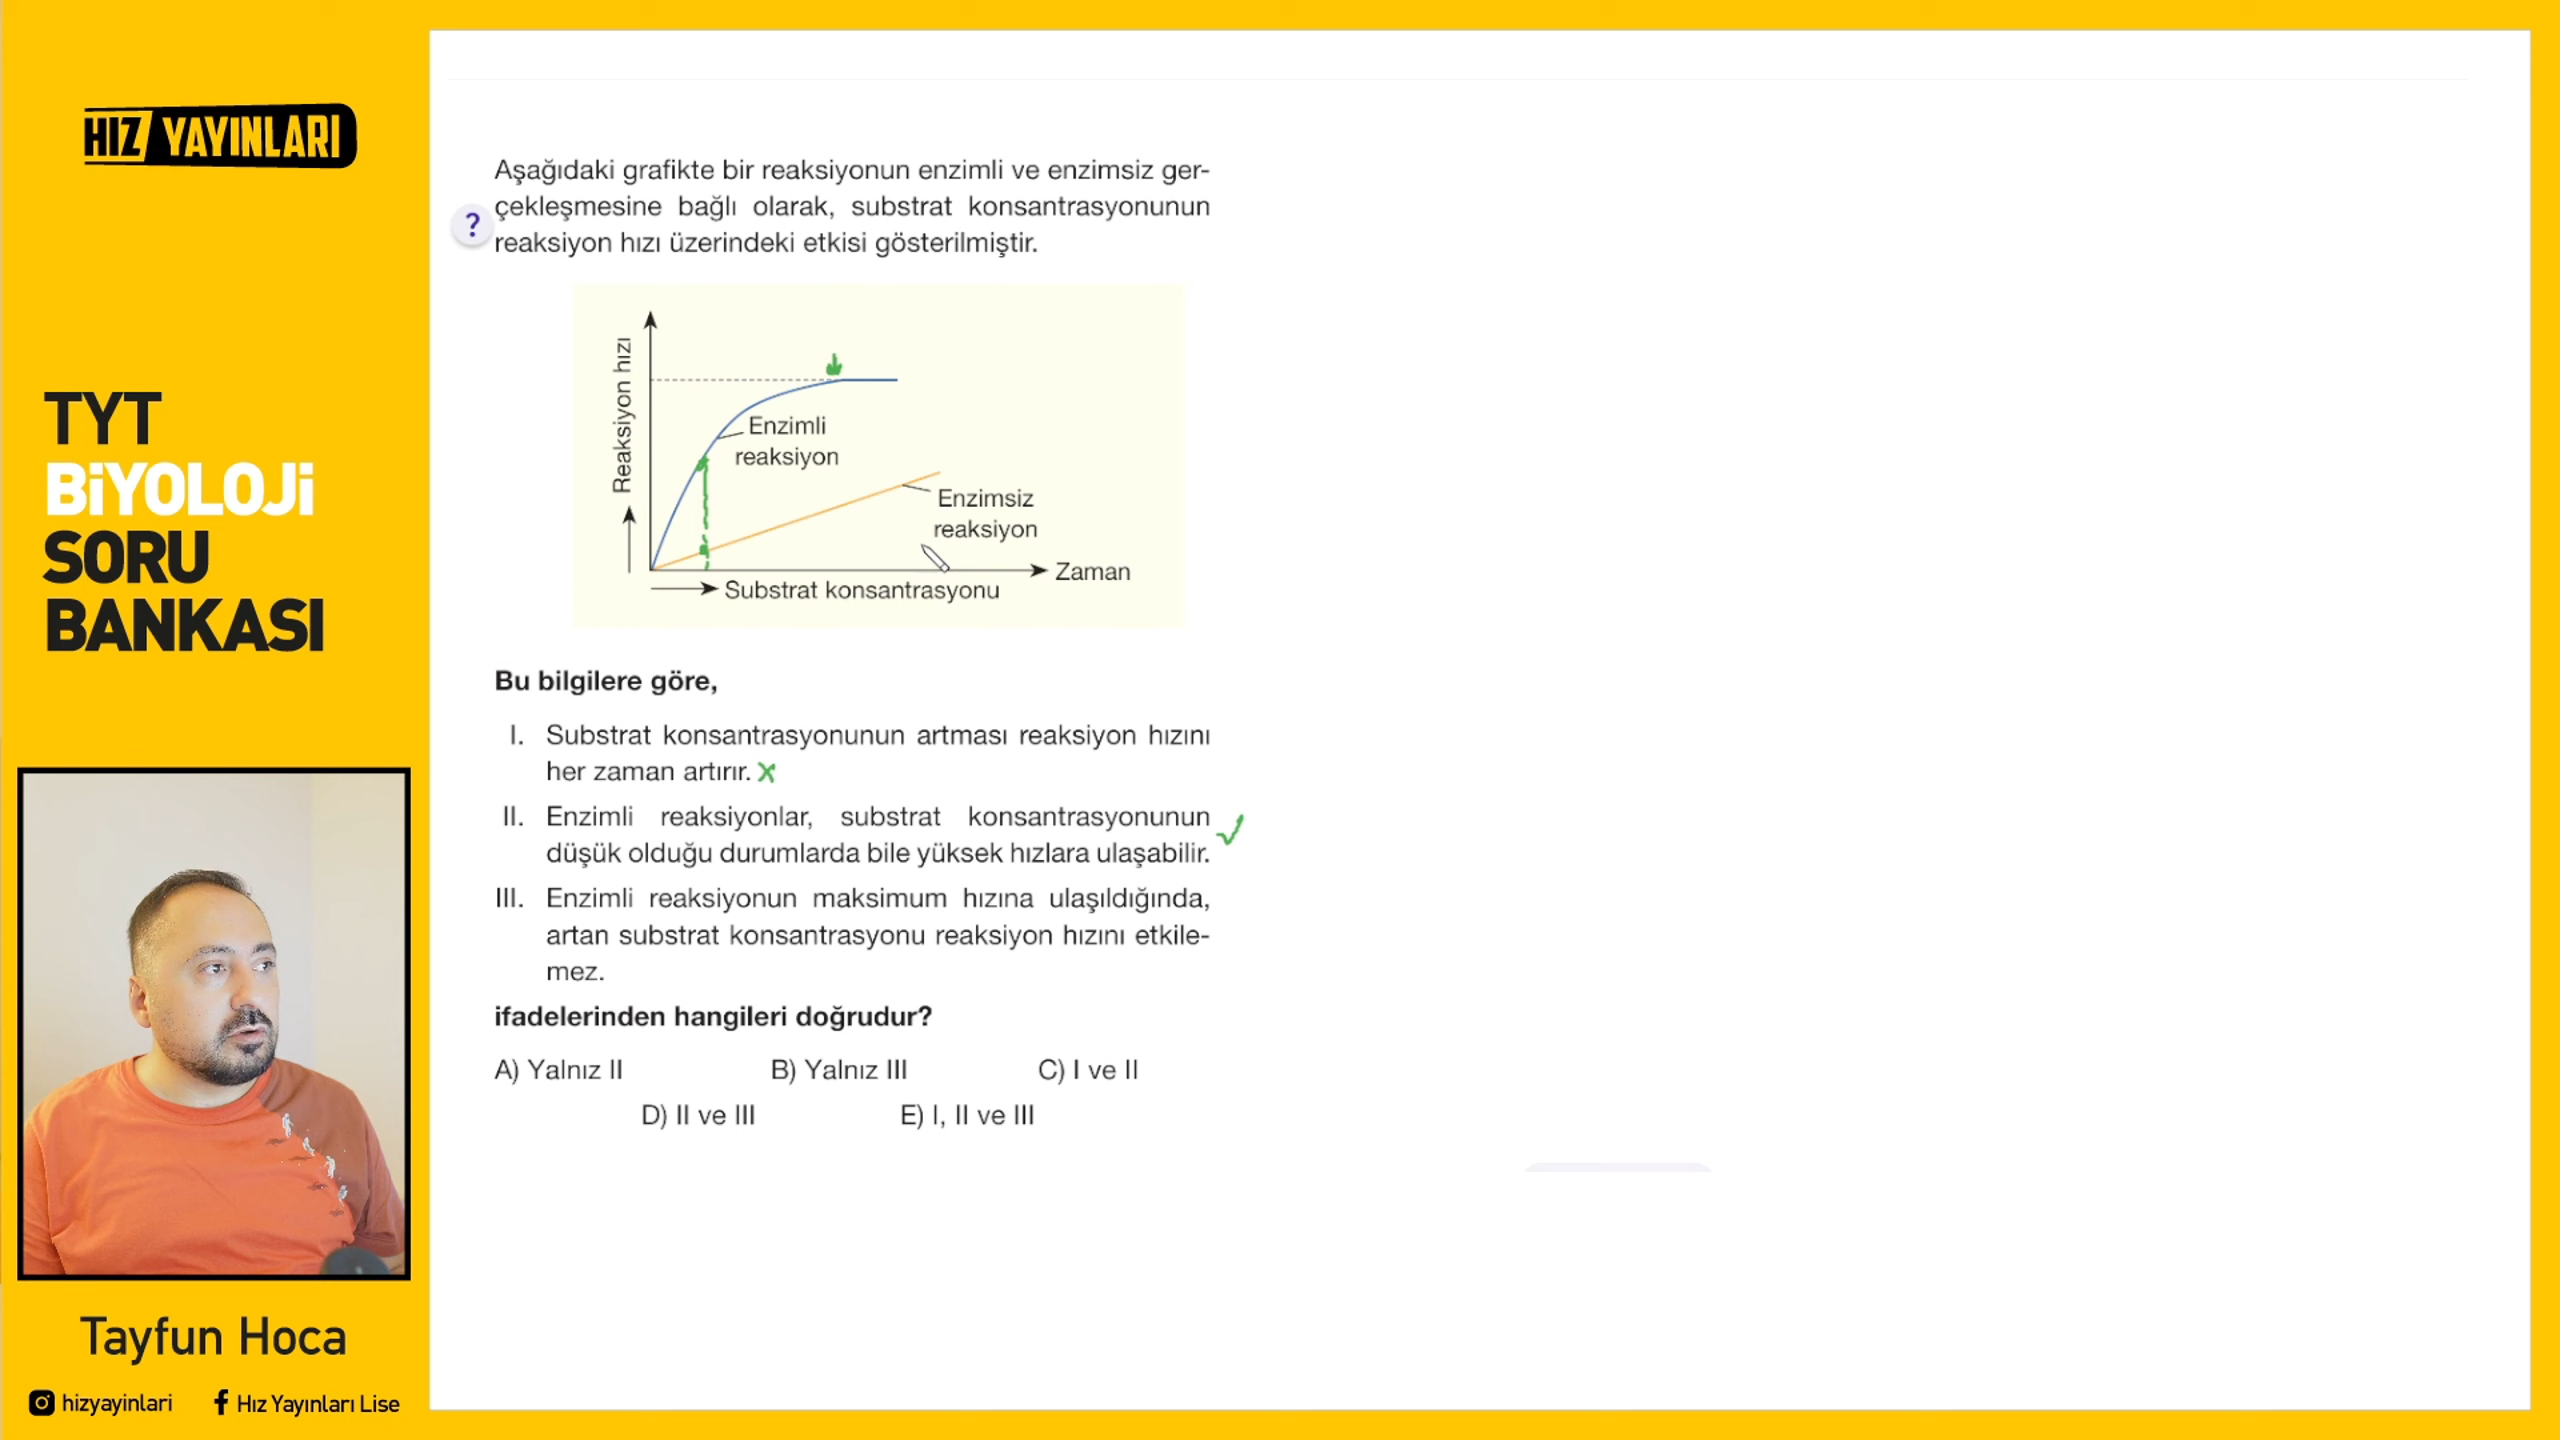 HIZ YAYINLARI
TYT
BİYOLOJİ
SORU
BANKASI
Tayfun Hoca
hizyayinlari
Hız Yayınları Lise
Aşağıdaki grafikte bir reaksiyonun enzimli ve enzimsiz ger-
çekleşmesine bağlı olarak, substrat konsantrasyonunun
reaksiyon hızı üzerindeki etkisi gösterilmiştir.
?
Reaksiyon hızı
Enzimli
reaksiyon
Enzimsiz
reaksiyon
Zaman
Substrat konsantrasyonu
Bu bilgilere göre,
I. Substrat konsantrasyonunun artması reaksiyon hızını
her zaman artırır. x
II. Enzimli reaksiyonlar, substrat konsantrasyonunun ✓
düşük olduğu durumlarda bile yüksek hızlara ulaşabilir.
III. Enzimli reaksiyonun maksimum hızına ulaşıldığında,
artan substrat konsantrasyonu reaksiyon hızını etkile-
mez.
ifadelerinden hangileri doğrudur?
A) Yalnız II B) Yalnız III C) I ve II
D) II ve III E) I, II ve III